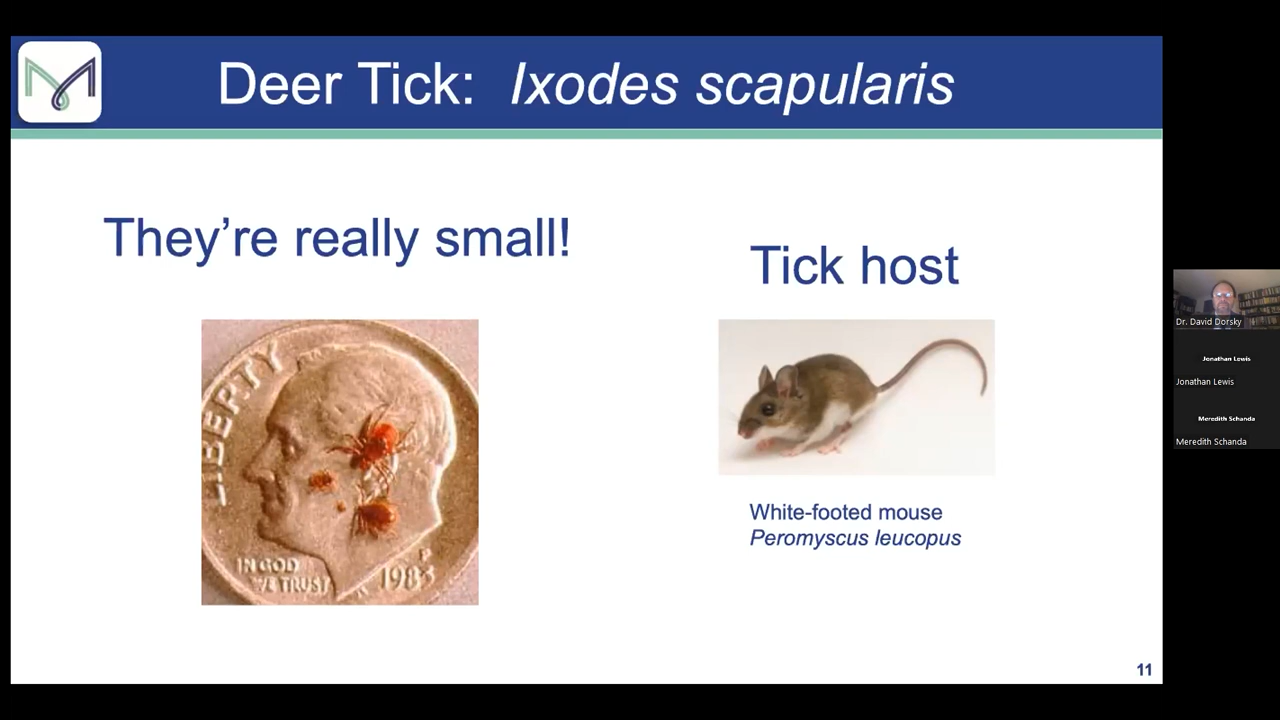 Deer Tick: Ixodes scapularis
They're really small!
Tick host
LIBERTY
IN GOD
WE TRUST
P
1983
White-footed mouse
Peromyscus leucopus
11
Dr. David Dorsky
Jonathan Lewis
Jonathan Lewis
Meredith Schanda
Meredith Schanda